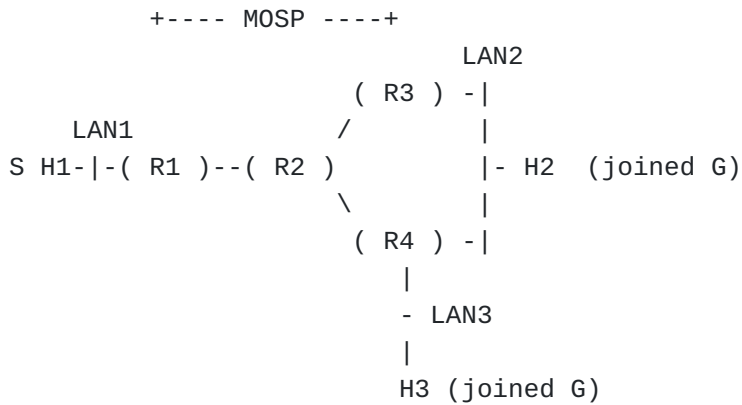 +---- MOSP ----+
LAN2
( R3 ) -|
LAN1 / |
S H1-|-( R1 )--( R2 ) |- H2 (joined G)
\ |
( R4 ) -|
|
- LAN3
|
H3 (joined G)